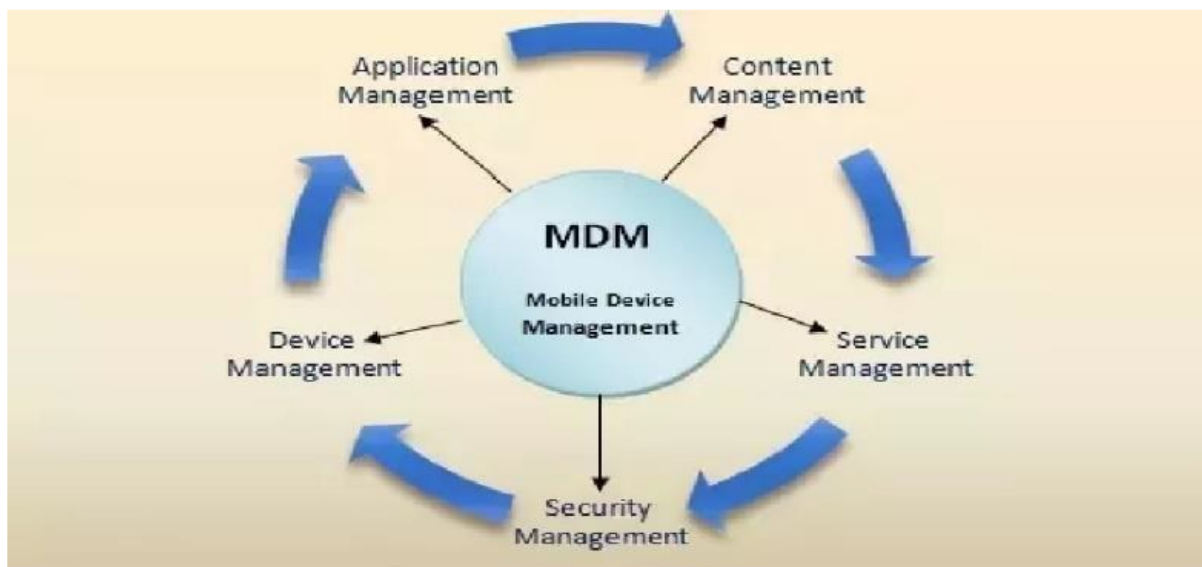 Application
Management
Content
Management
MDM
Mobile Device
Management
Device
Management
Service
Management
Security
Management